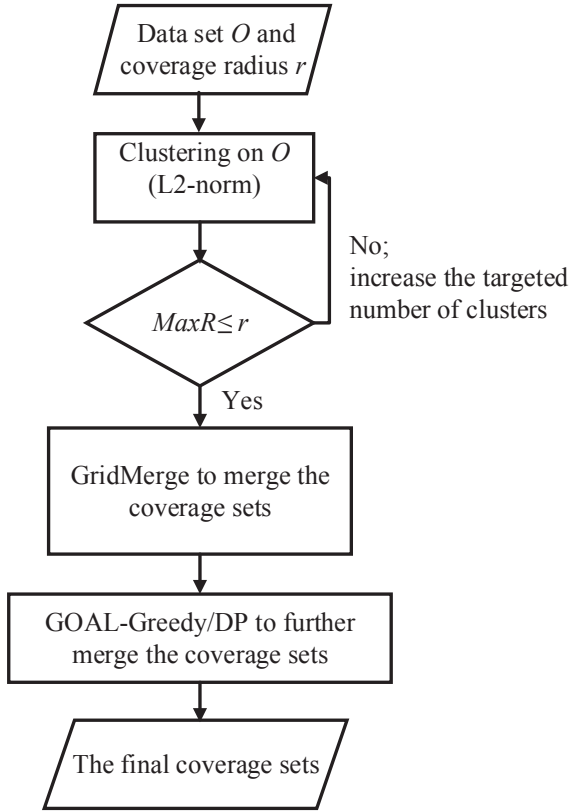 Data set O and
coverage radius r
Clustering on O
(L2-norm)
No;
increase the targeted
number of clusters
MaxR≤ r
Yes
GridMerge to merge the
coverage sets
GOAL-Greedy/DP to further
merge the coverage sets
The final coverage sets